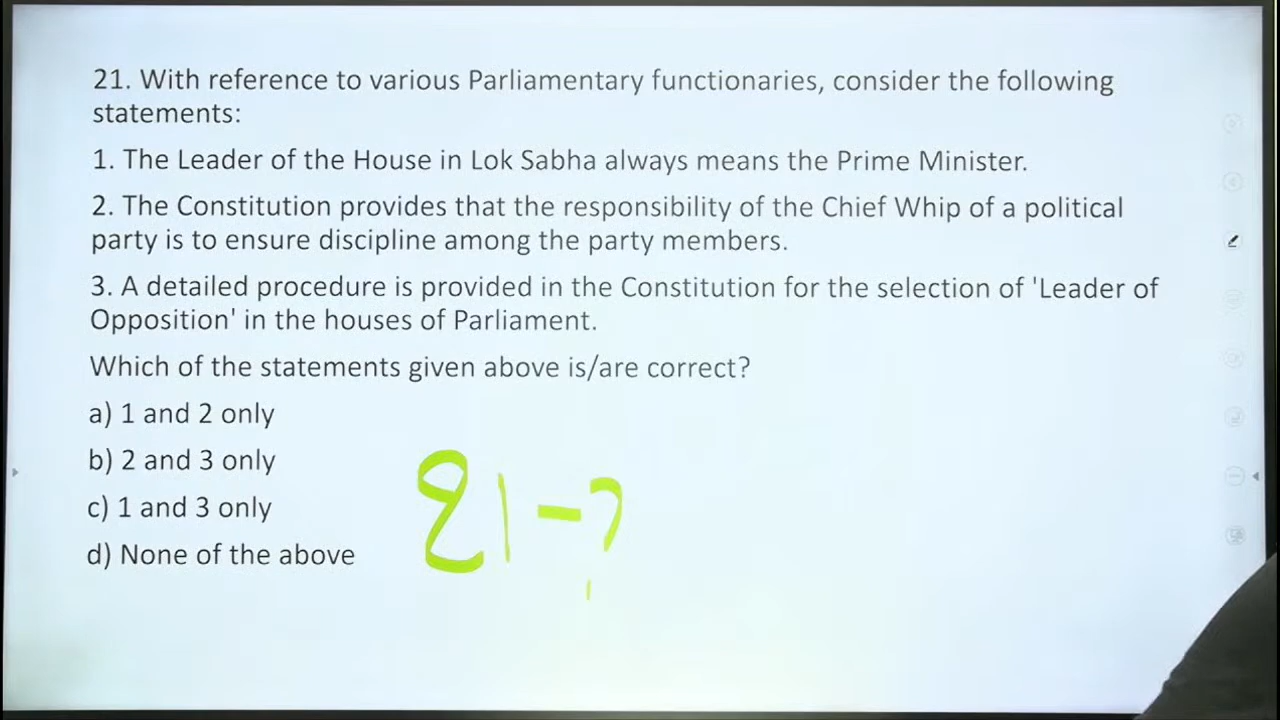 21. With reference to various Parliamentary functionaries, consider the following
statements:
1. The Leader of the House in Lok Sabha always means the Prime Minister.
2. The Constitution provides that the responsibility of the Chief Whip of a political
party is to ensure discipline among the party members.
3. A detailed procedure is provided in the Constitution for the selection of 'Leader of
Opposition' in the houses of Parliament.
Which of the statements given above is/are correct?
a) 1 and 2 only
b) 2 and 3 only
c) 1 and 3 only
d) None of the above
21-?